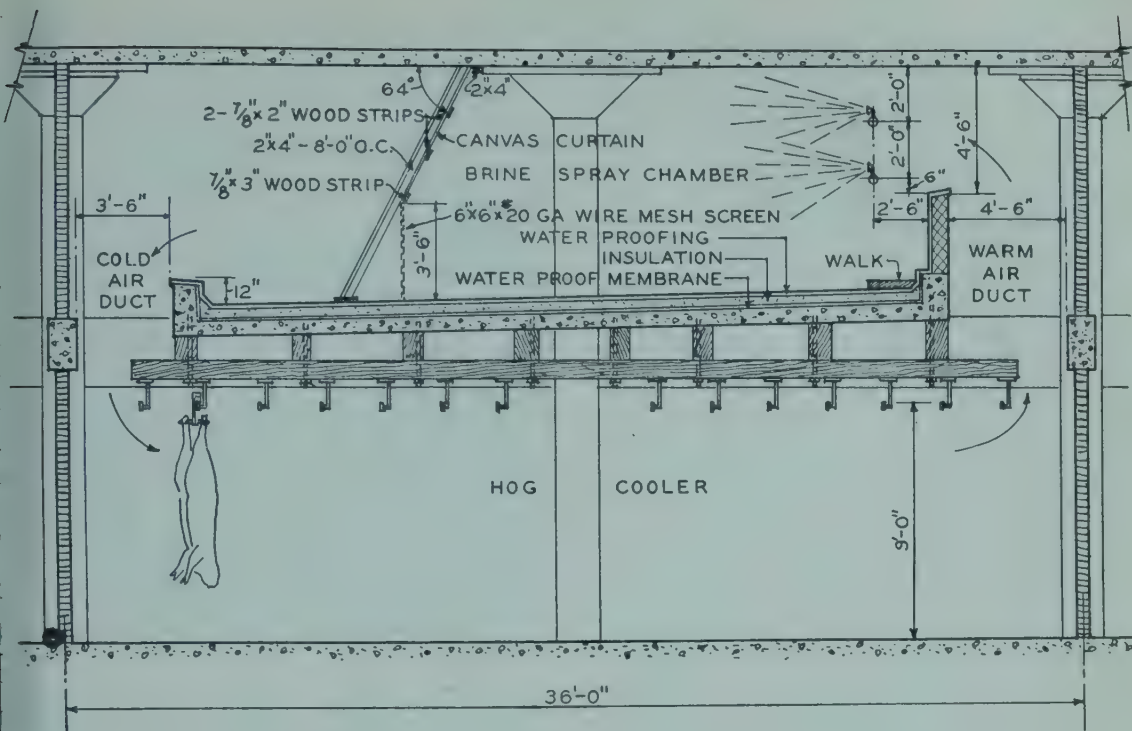 64°
2"x4"
2- 7/8" x 2" WOOD STRIPS
CANVAS CURTAIN
2"x4" - 8'-0" O.C.
BRINE SPRAY CHAMBER
7/8" x 3" WOOD STRIP
6"x6"x 20 GA WIRE MESH SCREEN
3'-6"
WATER PROOFING
INSULATION
WATER PROOF MEMBRANE
3'-6"
COLD
AIR
DUCT
12"
2'-0"
2'-0"
6"
4'-6"
2'-6"
4'-6"
WALK
WARM
AIR
DUCT
HOG COOLER
9'-0"
36'-0"